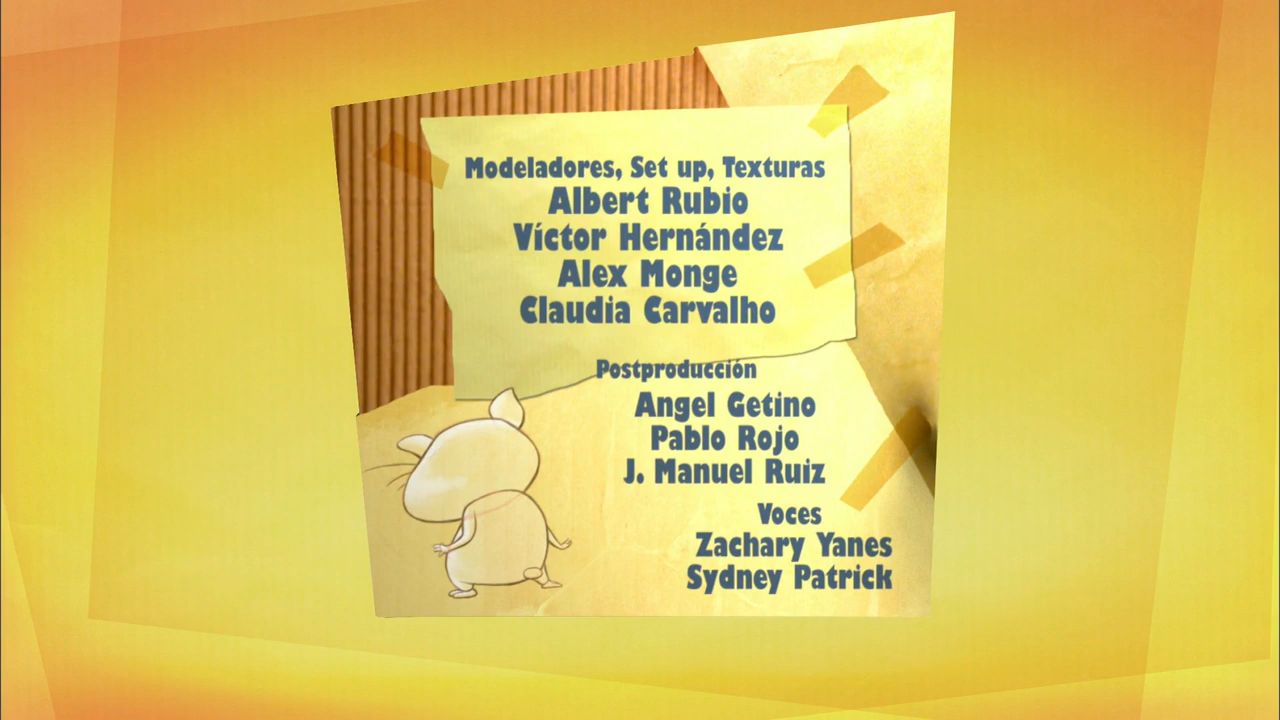 Modeladores, Set up, Texturas
Albert Rubio
Víctor Hernández
Alex Monge
Claudia Carvalho
Postproducción
Angel Getino
Pablo Rojo
J. Manuel Ruiz
Voces
Zachary Yanes
Sydney Patrick